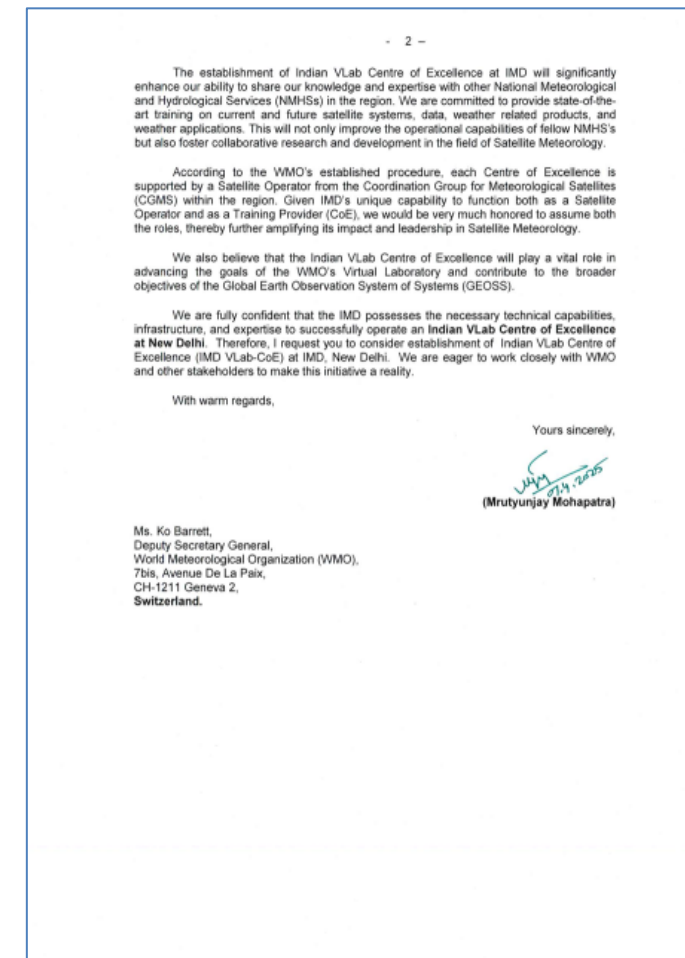 - 2 –
The establishment of Indian VLab Centre of Excellence at IMD will significantly
enhance our ability to share our knowledge and expertise with other National Meteorological
and Hydrological Services (NMHSs) in the region. We are committed to provide state-of-the-
art training on current and future satellite systems, data, weather related products, and
weather applications. This will not only improve the operational capabilities of fellow NMHS's
but also foster collaborative research and development in the field of Satellite Meteorology.
According to the WMO's established procedure, each Centre of Excellence is
supported by a Satellite Operator from the Coordination Group for Meteorological Satellites
(CGMS) within the region. Given IMD's unique capability to function both as a Satellite
Operator and as a Training Provider (CoE), we would be very much honored to assume both
the roles, thereby further amplifying its impact and leadership in Satellite Meteorology.
We also believe that the Indian VLab Centre of Excellence will play a vital role in
advancing the goals of the WMO's Virtual Laboratory and contribute to the broader
objectives of the Global Earth Observation System of Systems (GEOSS).
We are fully confident that the IMD possesses the necessary technical capabilities,
infrastructure, and expertise to successfully operate an Indian VLab Centre of Excellence
at New Delhi. Therefore, I request you to consider establishment of Indian VLab Centre of
Excellence (IMD VLab-CoE) at IMD, New Delhi. We are eager to work closely with WMO
and other stakeholders to make this initiative a reality.
With warm regards,
Yours sincerely,
(Mrutyunjay Mohapatra)
Ms. Ko Barrett,
Deputy Secretary General,
World Meteorological Organization (WMO),
7bis, Avenue De La Paix,
CH-1211 Geneva 2,
Switzerland.